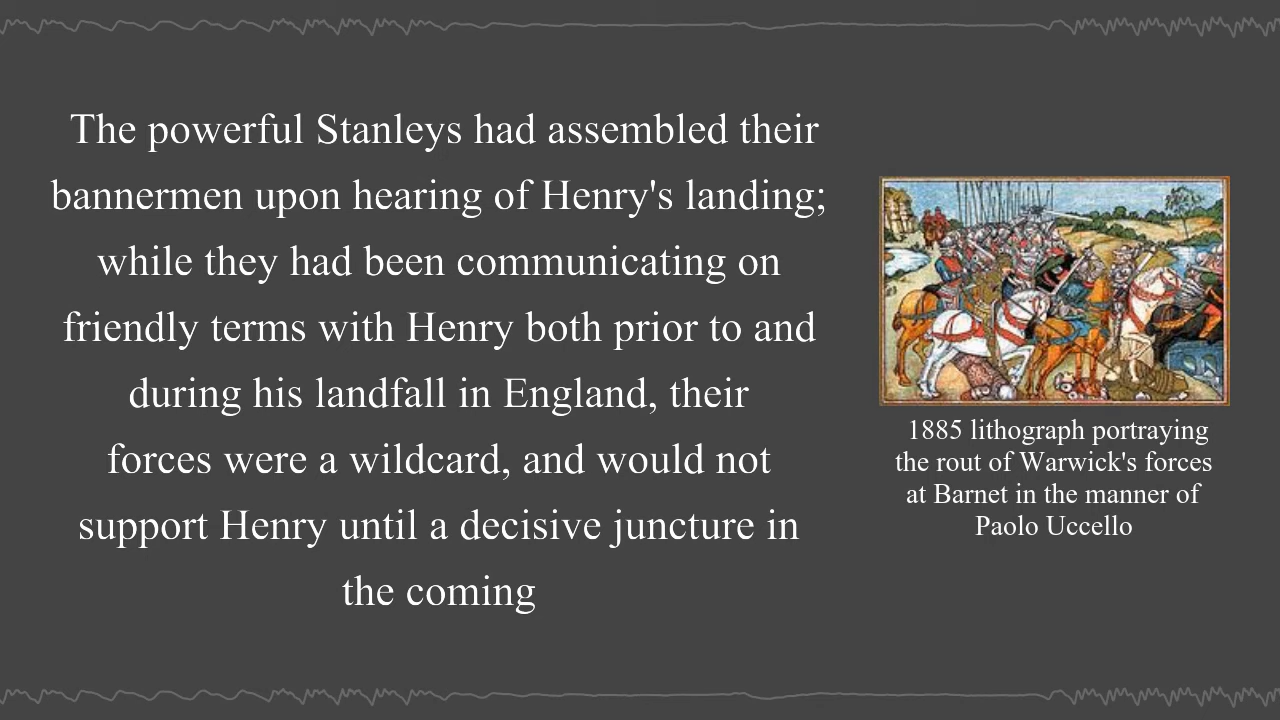 The powerful Stanleys had assembled their
bannermen upon hearing of Henry's landing;
while they had been communicating on
friendly terms with Henry both prior to and
during his landfall in England, their
forces were a wildcard, and would not
support Henry until a decisive juncture in
the coming
1885 lithograph portraying
the rout of Warwick's forces
at Barnet in the manner of
Paolo Uccello